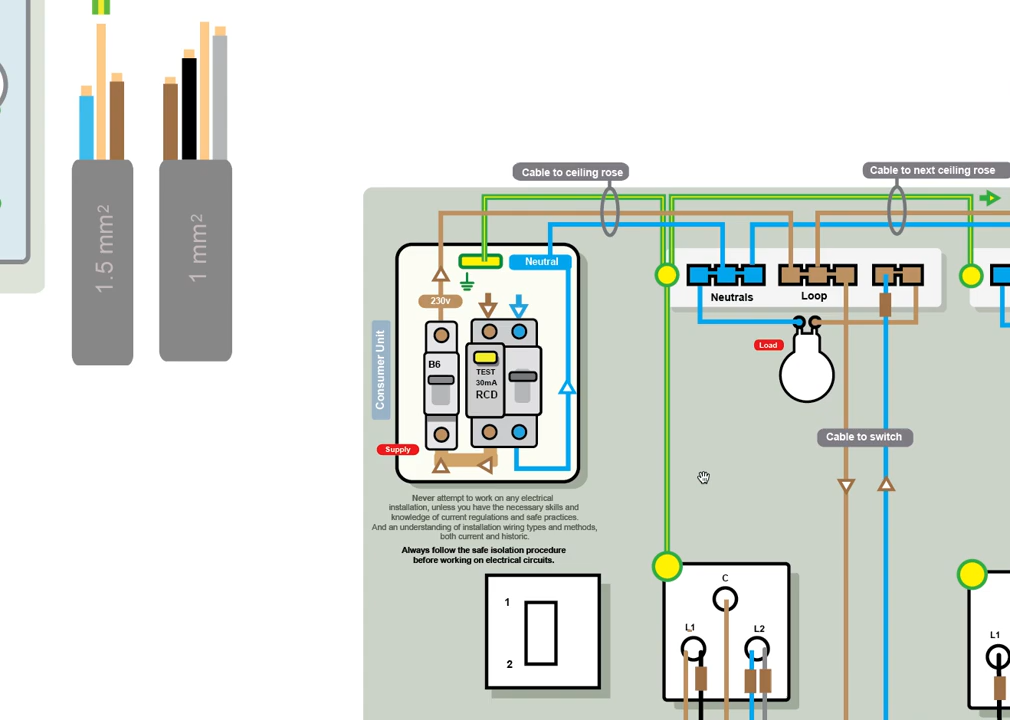 1.5 mm²
1 mm²
Cable to ceiling rose
Cable to next ceiling rose
Neutral
230v
Neutrals
Loop
Consumer Unit
B6
TEST
30mA
RCD
Load
Supply
Cable to switch
Never attempt to work on any electrical
installation, unless you have the necessary skills and
knowledge of current regulations and safe practices.
And an understanding of installation wiring types and methods,
both current and historic.
Always follow the safe isolation procedure
before working on electrical circuits.
1
2
C
L1
L2
L1